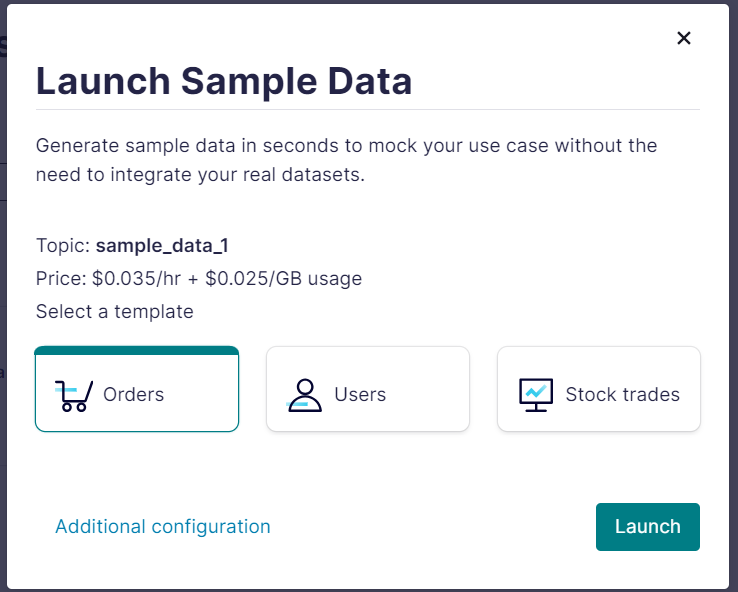 Launch Sample Data
Generate sample data in seconds to mock your use case without the
need to integrate your real datasets.
Topic: sample_data_1
Price: $0.035/hr + $0.025/GB usage
Select a template
Orders
Users
Stock trades
Additional configuration
Launch